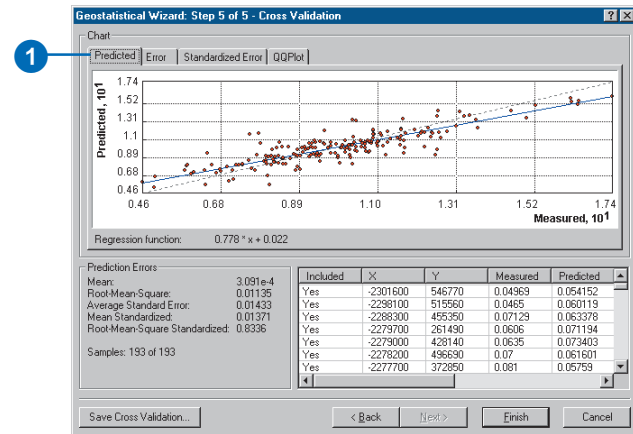 Geostatistical Wizard: Step 5 of 5 - Cross Validation
Chart
1
Predicted Error Standardized Error QQPlot
Predicted, 10¹
1.74
1.52
1.31
1.1
0.89
0.68
0.46
0.46 0.68 0.89 1.10 1.31 1.52 1.74
Measured, 10¹
Regression function: 0.778 * x + 0.022
Prediction Errors
Mean: 3.091e-4
Root-Mean-Square: 0.01135
Average Standard Error: 0.01433
Mean Standardized: 0.01371
Root-Mean-Square Standardized: 0.8336
Samples: 193 of 193
Included X Y Measured Predicted
Yes -2301600 546770 0.04969 0.054152
Yes -2298100 515560 0.0465 0.060119
Yes -2288300 455350 0.07129 0.063378
Yes -2279700 261490 0.0606 0.071194
Yes -2279000 428140 0.0635 0.073403
Yes -2278200 496690 0.07 0.061601
Yes -2277700 372850 0.081 0.05759
Save Cross Validation... < Back Next > Finish Cancel